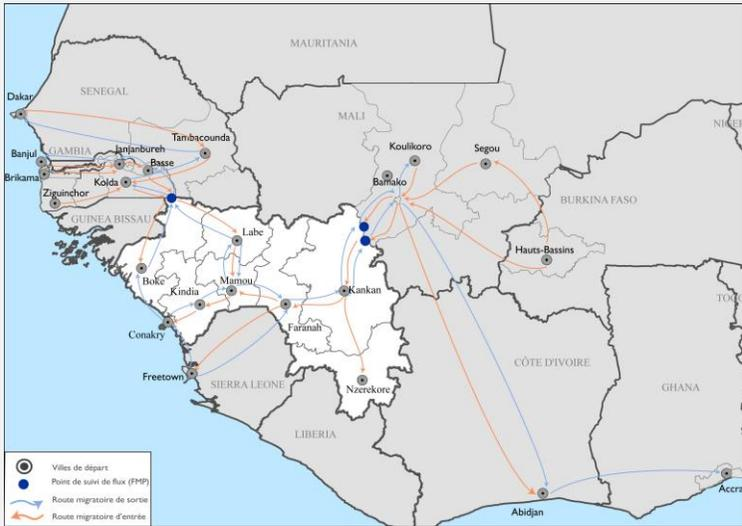 MAURITANIA
SENEGAL
Dakar
MALI
NIGER
Tambacounda
Banjul
GAMBIA
Janjanbureh
Basse
Koulikoro
Segou
Brikama
Kolda
Bamako
Ziguinchor
BURKINA FASO
GUINEA BISSAU
Labe
Hauts-Bassins
Boke
Kindia
Mamou
Kankan
TOGO
Conakry
Faranah
Freetown
SIERRA LEONE
CÔTE D'IVOIRE
Nzerekore
GHANA
LIBERIA
Accra
Abidjan
Villes de départ
Point de suivi de flux (FMP)
Route migratoire de sortie
Route migratoire d'entrée